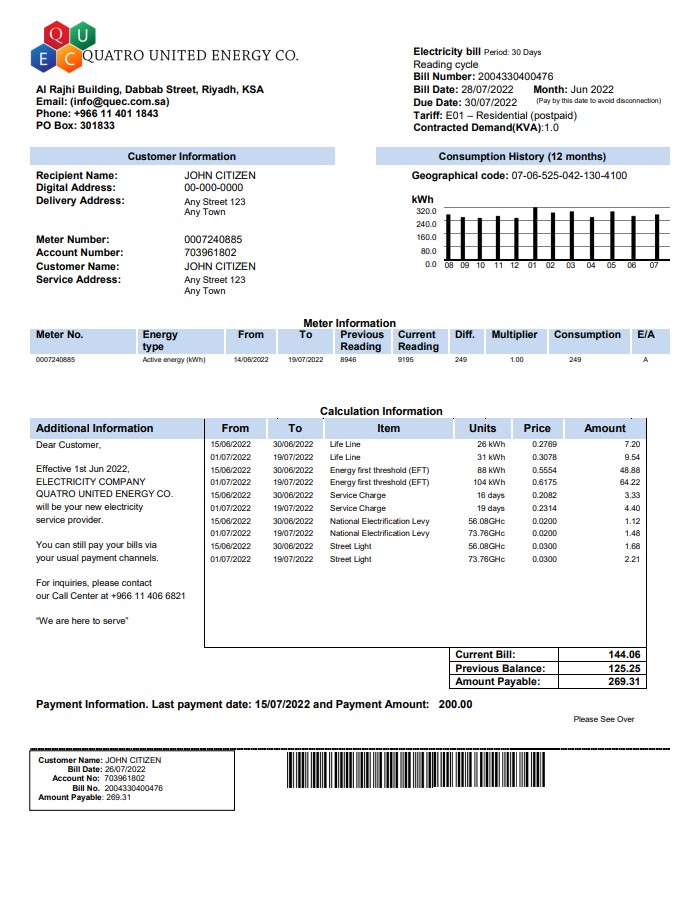 Q U
E C QUATRO UNITED ENERGY CO.
Al Rajhi Building, Dabbab Street, Riyadh, KSA
Email: (info@quec.com.sa)
Phone: +966 11 401 1843
PO Box: 301833
Electricity bill Period: 30 Days
Reading cycle
Bill Number: 2004330400476
Bill Date: 28/07/2022 Month: Jun 2022
Due Date: 30/07/2022 (Pay by this date to avoid disconnection)
Tariff: E01 – Residential (postpaid)
Contracted Demand(KVA):1.0
Customer Information
Recipient Name: JOHN CITIZEN
Digital Address: 00-000-0000
Delivery Address: Any Street 123
Any Town
Meter Number: 0007240885
Account Number: 703961802
Customer Name: JOHN CITIZEN
Service Address: Any Street 123
Any Town
Consumption History (12 months)
Geographical code: 07-06-525-042-130-4100
kWh
320.0
240.0
160.0
80.0
0.0 08 09 10 11 12 01 02 03 04 05 06 07
Meter Information
Meter No. Energy type From To Previous Reading Current Reading Diff. Multiplier Consumption E/A
0007240885 Active energy (kWh) 14/06/2022 19/07/2022 8946 9195 249 1.00 249 A
Calculation Information
Additional Information
Dear Customer,
Effective 1st Jun 2022,
ELECTRICITY COMPANY
QUATRO UNITED ENERGY CO.
will be your new electricity
service provider.
You can still pay your bills via
your usual payment channels.
For inquiries, please contact
our Call Center at +966 11 406 6821
“We are here to serve”
From To Item Units Price Amount
15/06/2022 30/06/2022 Life Line 26 kWh 0.2769 7.20
01/07/2022 19/07/2022 Life Line 31 kWh 0.3078 9.54
15/06/2022 30/06/2022 Energy first threshold (EFT) 88 kWh 0.5554 48.88
01/07/2022 19/07/2022 Energy first threshold (EFT) 104 kWh 0.6175 64.22
15/06/2022 30/06/2022 Service Charge 16 days 0.2082 3.33
01/07/2022 19/07/2022 Service Charge 19 days 0.2314 4.40
15/06/2022 30/06/2022 National Electrification Levy 56.08GHc 0.0200 1.12
01/07/2022 19/07/2022 National Electrification Levy 73.76GHc 0.0200 1.48
15/06/2022 30/06/2022 Street Light 56.08GHc 0.0300 1.68
01/07/2022 19/07/2022 Street Light 73.76GHc 0.0300 2.21
Current Bill: 144.06
Previous Balance: 125.25
Amount Payable: 269.31
Payment Information. Last payment date: 15/07/2022 and Payment Amount: 200.00
Please See Over
Customer Name: JOHN CITIZEN
Bill Date: 26/07/2022
Account No: 703961802
Bill No. 2004330400476
Amount Payable: 269.31